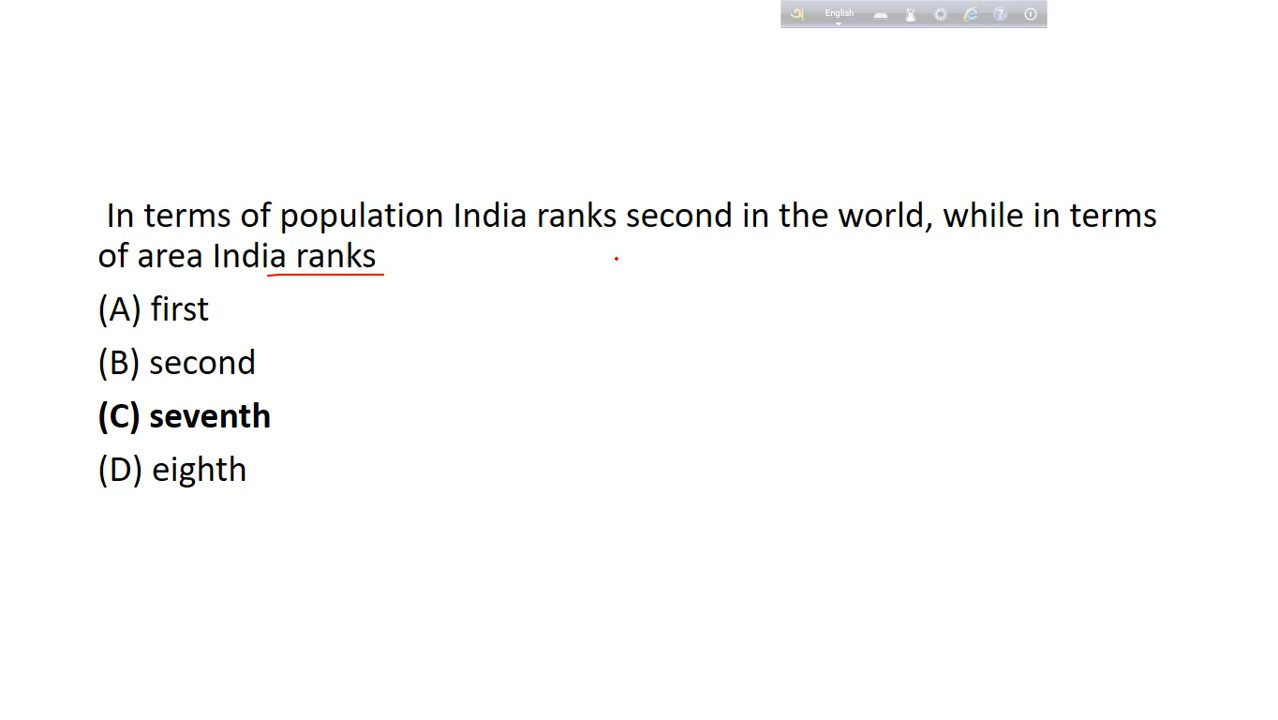 English
In terms of population India ranks second in the world, while in terms
of area India ranks
(A) first
(B) second
(C) seventh
(D) eighth